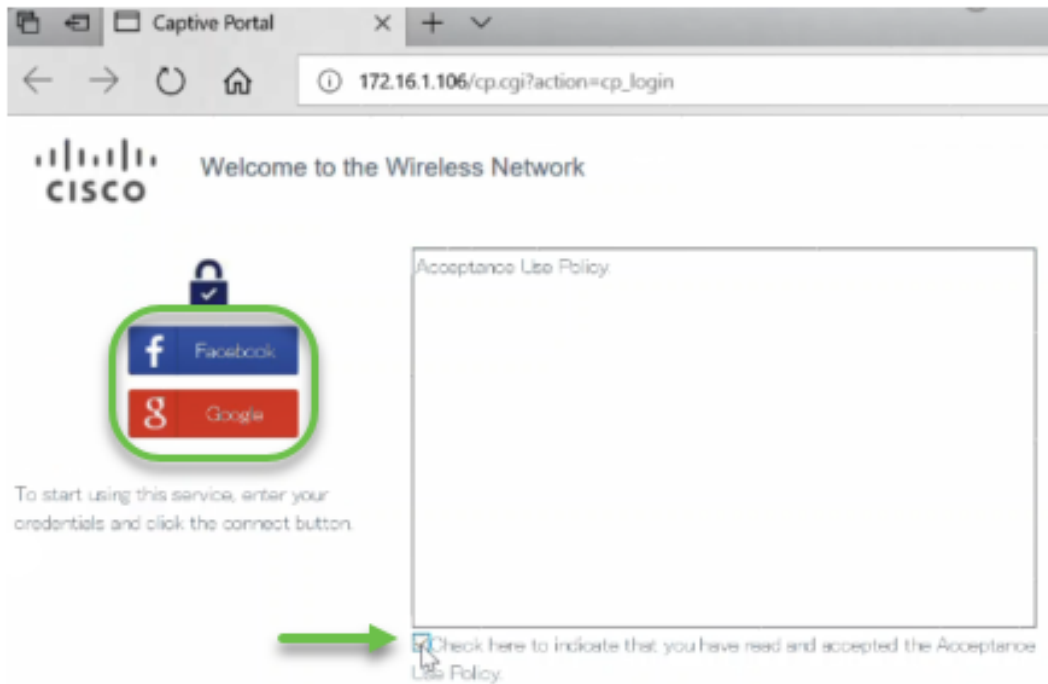 Captive Portal
172.16.1.106/cp.cgi?action=cp_login
CISCO
Welcome to the Wireless Network
f Facebook
g Google
To start using this service, enter your
credentials and click the connect button.
Acceptance Use Policy.
Check here to indicate that you have read and accepted the Acceptance
Use Policy.